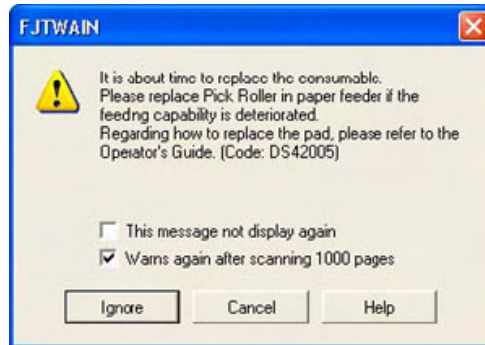 FJTWAIN
It is about time to replace the consumable.
Please replace Pick Roller in paper feeder if the
feeding capability is deteriorated.
Regarding how to replace the pad, please refer to the
Operator's Guide. (Code: DS42005)
This message not display again
Warns again after scanning 1000 pages
Ignore
Cancel
Help